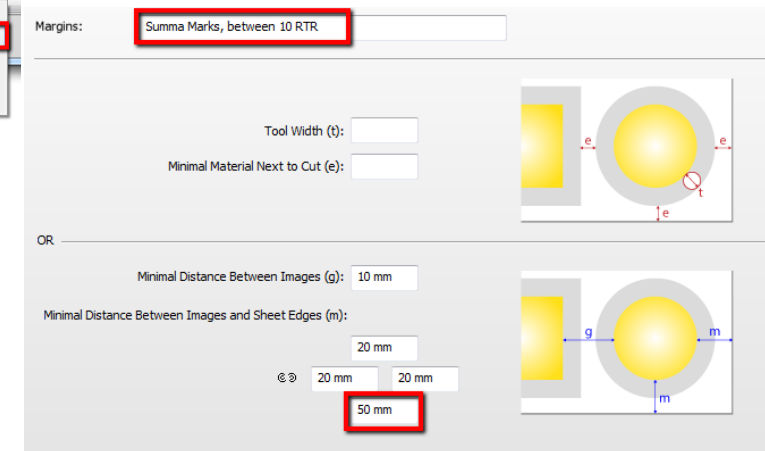 Margins: Summa Marks, between 10 RTR
Tool Width (t):
Minimal Material Next to Cut (e):
e e
t
e
OR
Minimal Distance Between Images (g): 10 mm
Minimal Distance Between Images and Sheet Edges (m):
20 mm
20 mm 20 mm
50 mm
g m
m